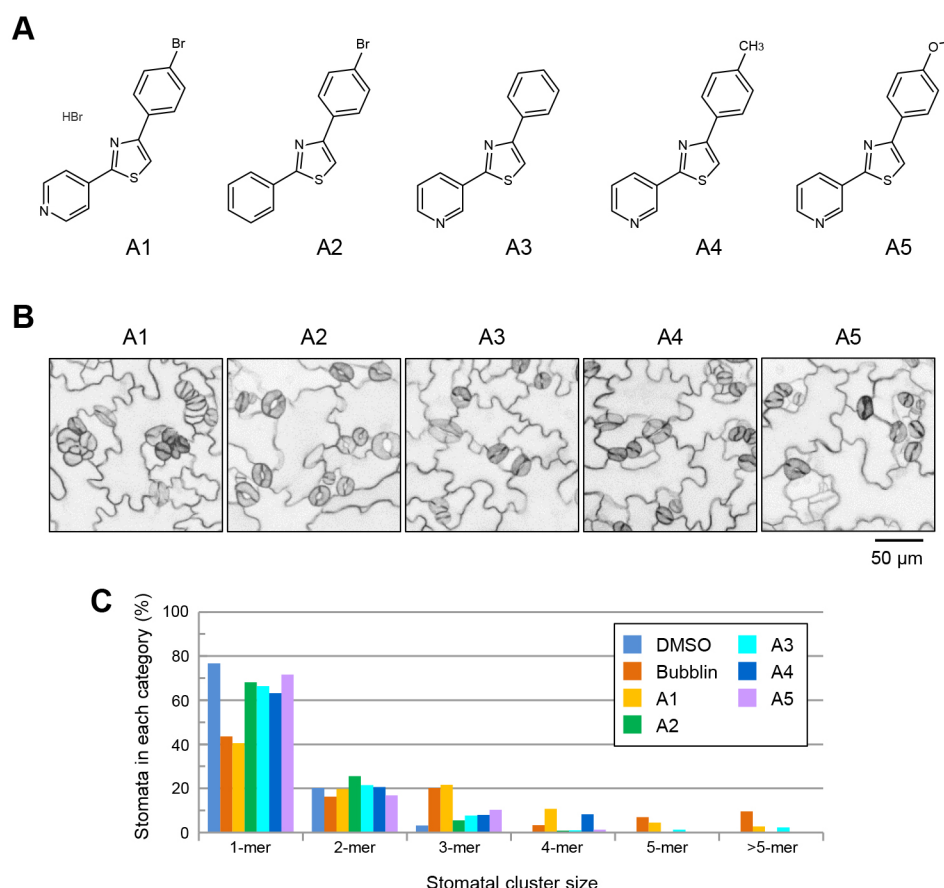 A
Br
HBr
N
S
N
A1
Br
N
S
A2
N
S
N
A3
CH3
N
S
N
A4
O
N
S
N
A5
B
A1 A2 A3 A4 A5
50 µm
C
Stomata in each category (%)
100
80
60
40
20
0
DMSO
Bubblin
A1
A2
A3
A4
A5
1-mer 2-mer 3-mer 4-mer 5-mer >5-mer
Stomatal cluster size